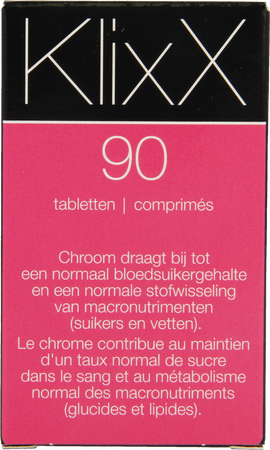 KlixX
90
tabletten | comprimés
Chroom draagt bij tot
een normaal bloedsuikergehalte
en een normale stofwisseling
van macronutrimenten
(suikers en vetten).
Le chrome contribue au maintien
d'un taux normal de sucre
dans le sang et au métabolisme
normal des macronutriments
(glucides et lipides).